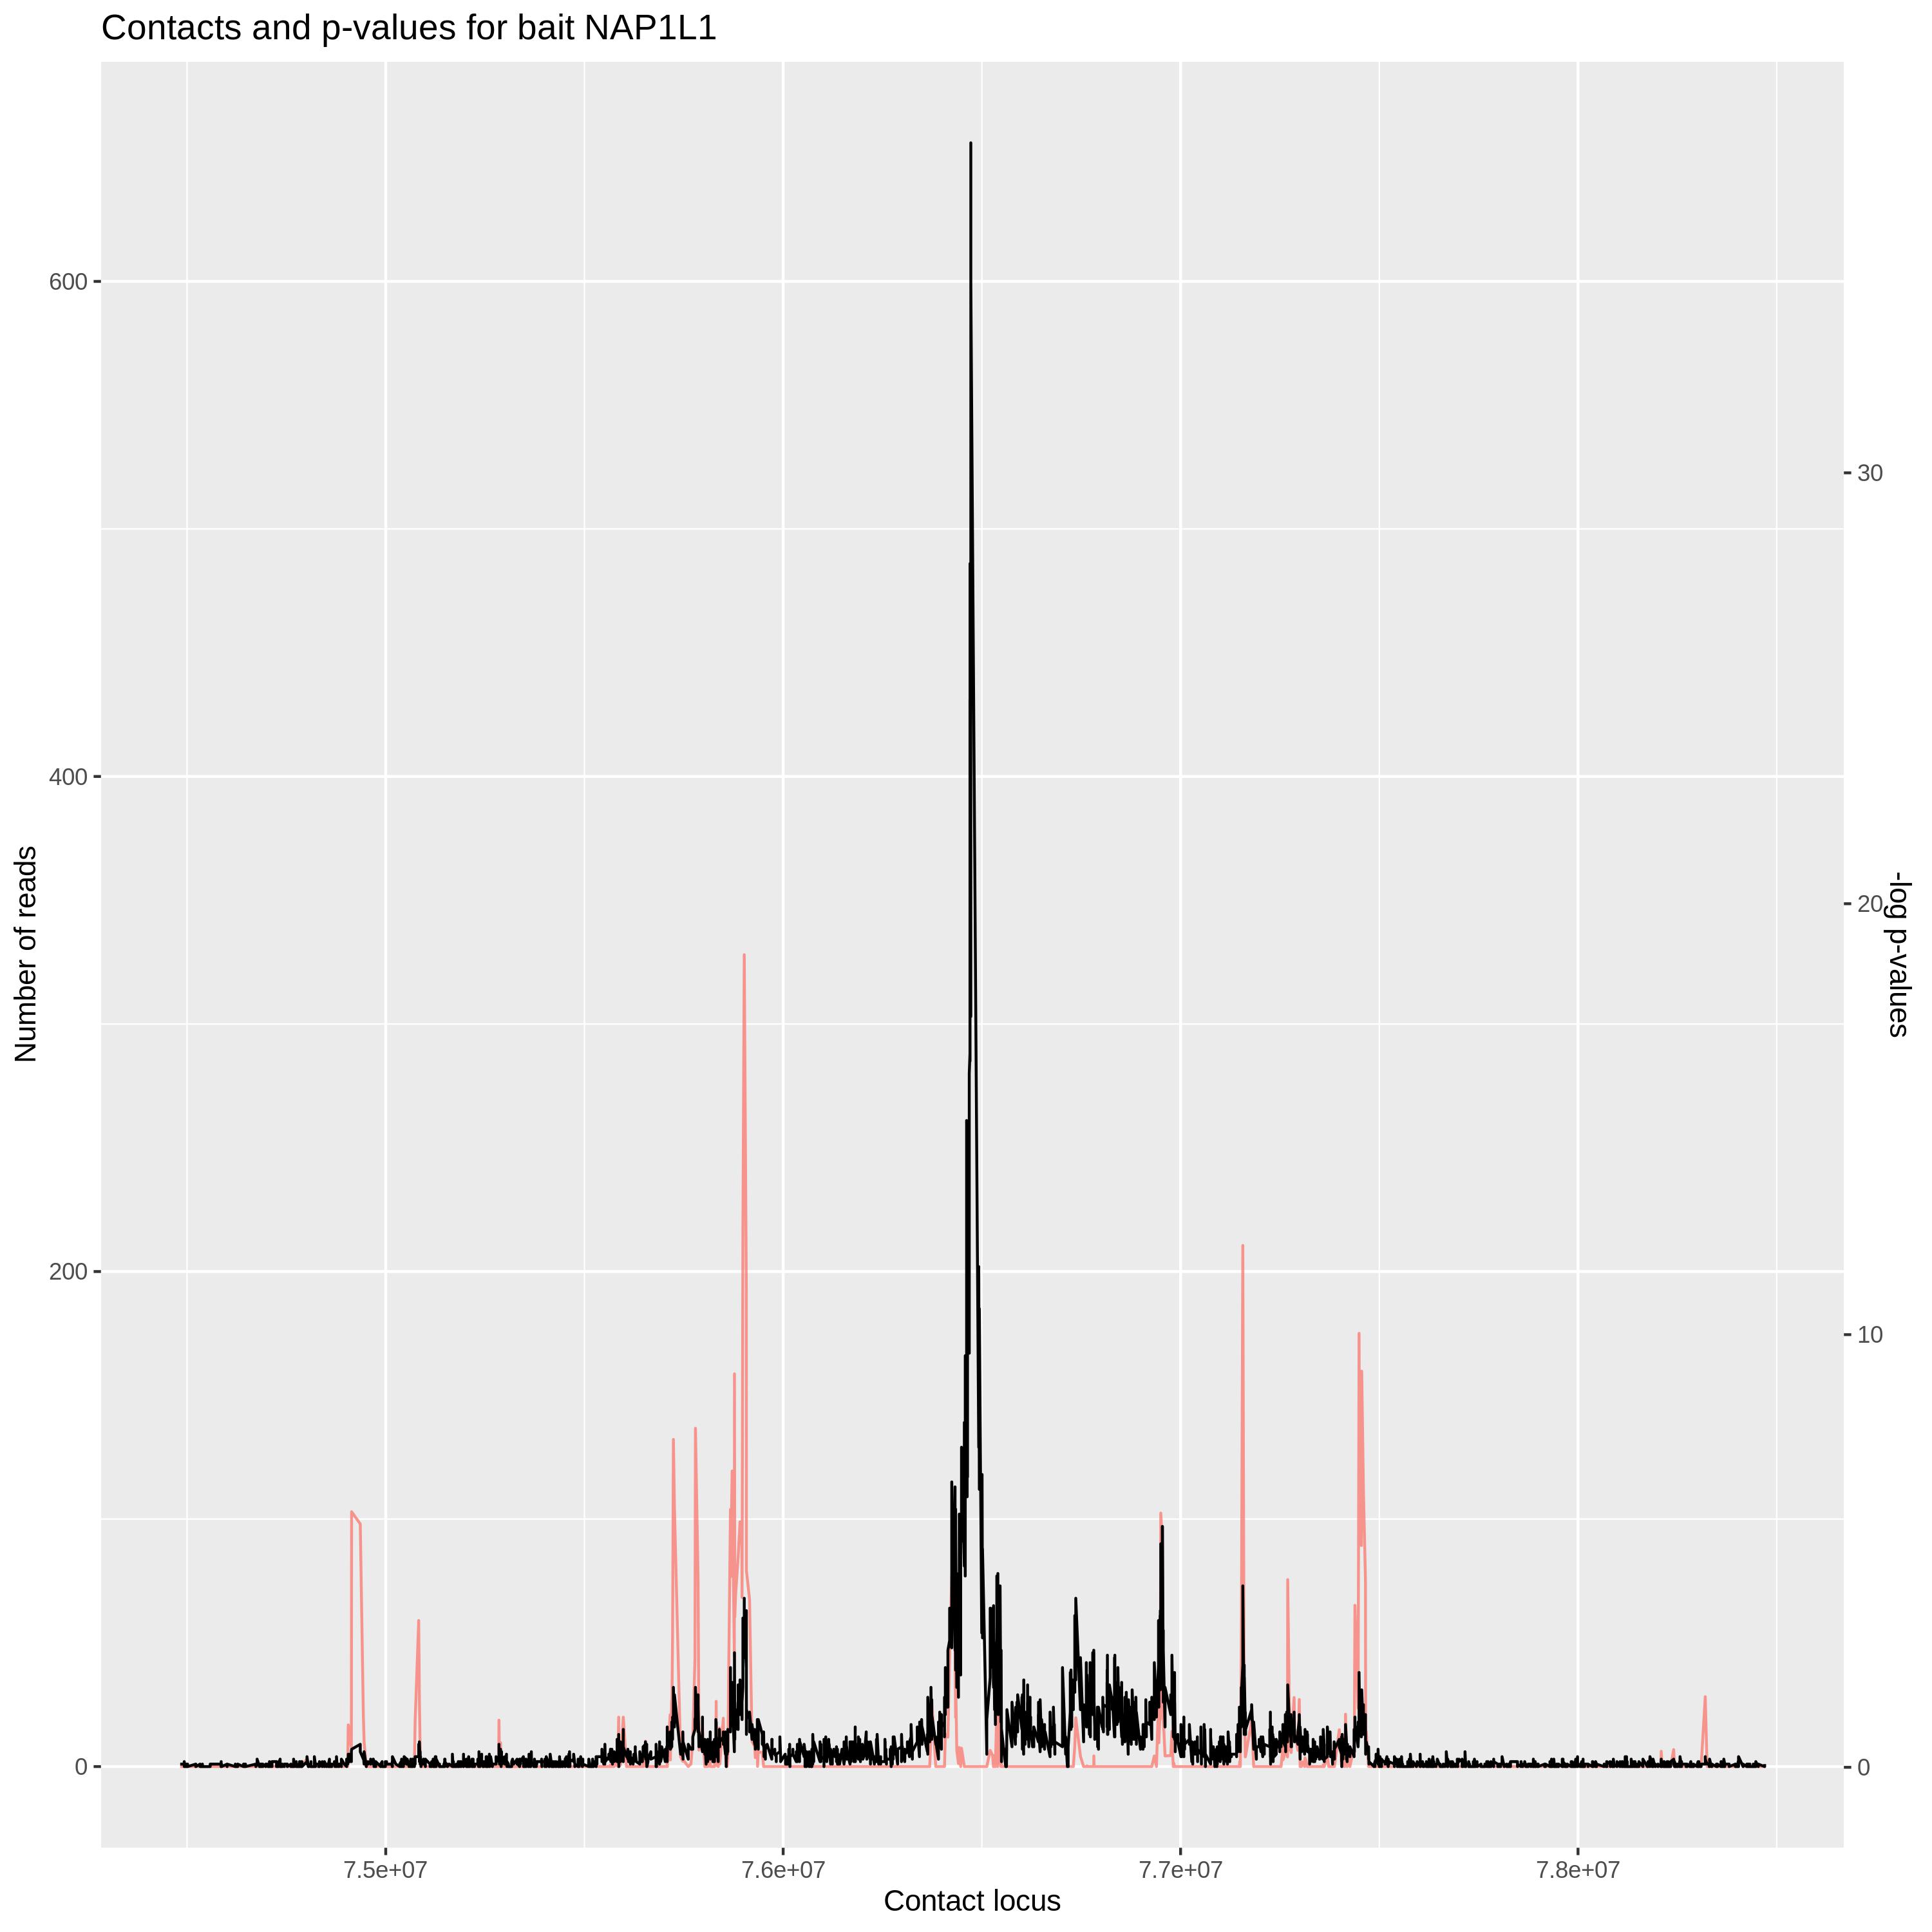 Contacts and p-values for bait NAP1L1
600
400
200
0
Number of reads
30
20
10
0
-log p-values
7.5e+07
7.6e+07
7.7e+07
7.8e+07
Contact locus